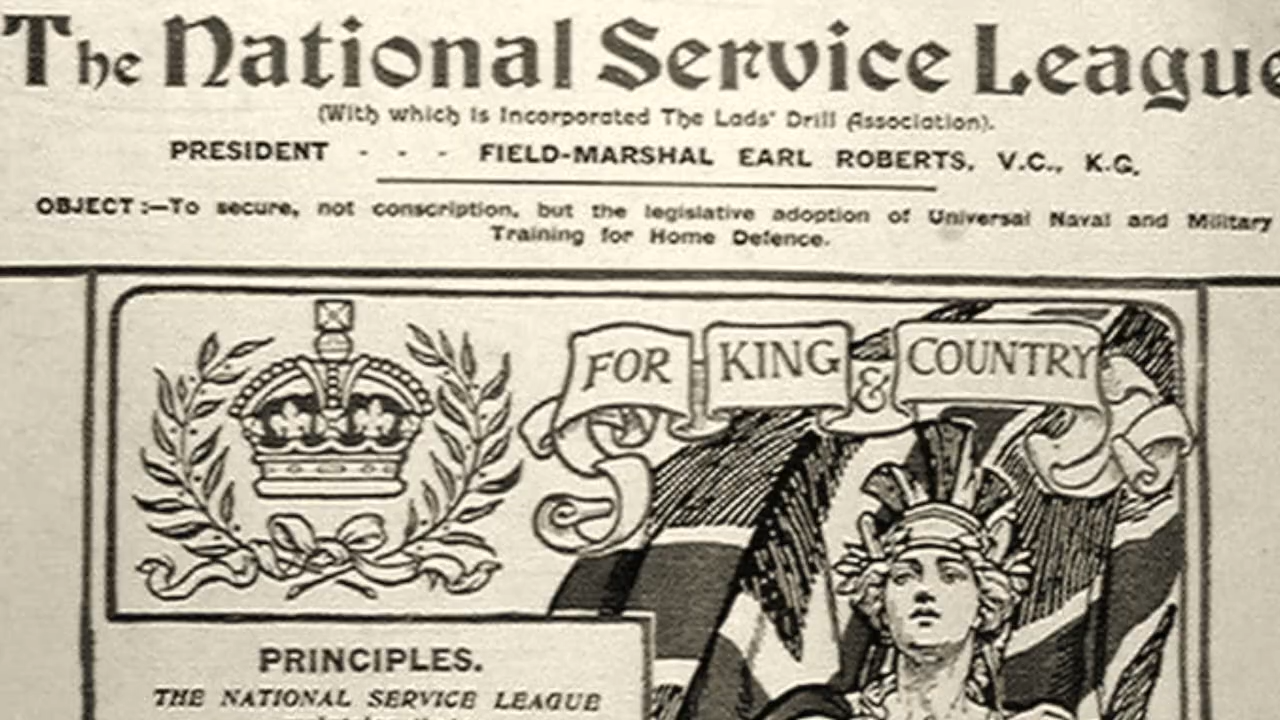 The National Service League
(With which is Incorporated The Lads' Drill Association).
PRESIDENT - - - FIELD-MARSHAL EARL ROBERTS, V.C., K.G.
OBJECT :—To secure, not conscription, but the legislative adoption of Universal Naval and Military
Training for Home Defence.
FOR KING & COUNTRY
PRINCIPLES.
THE NATIONAL SERVICE LEAGUE